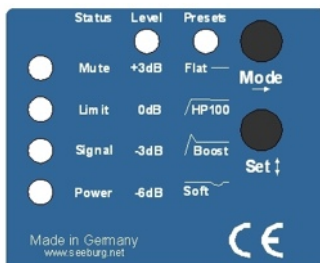 Status Level Presets
Mute +3dB Flat
Mode
Limit 0dB HP100
Signal -3dB Boost
Set
Power -6dB Soft
Made in Germany
www.seeburg.net
CE